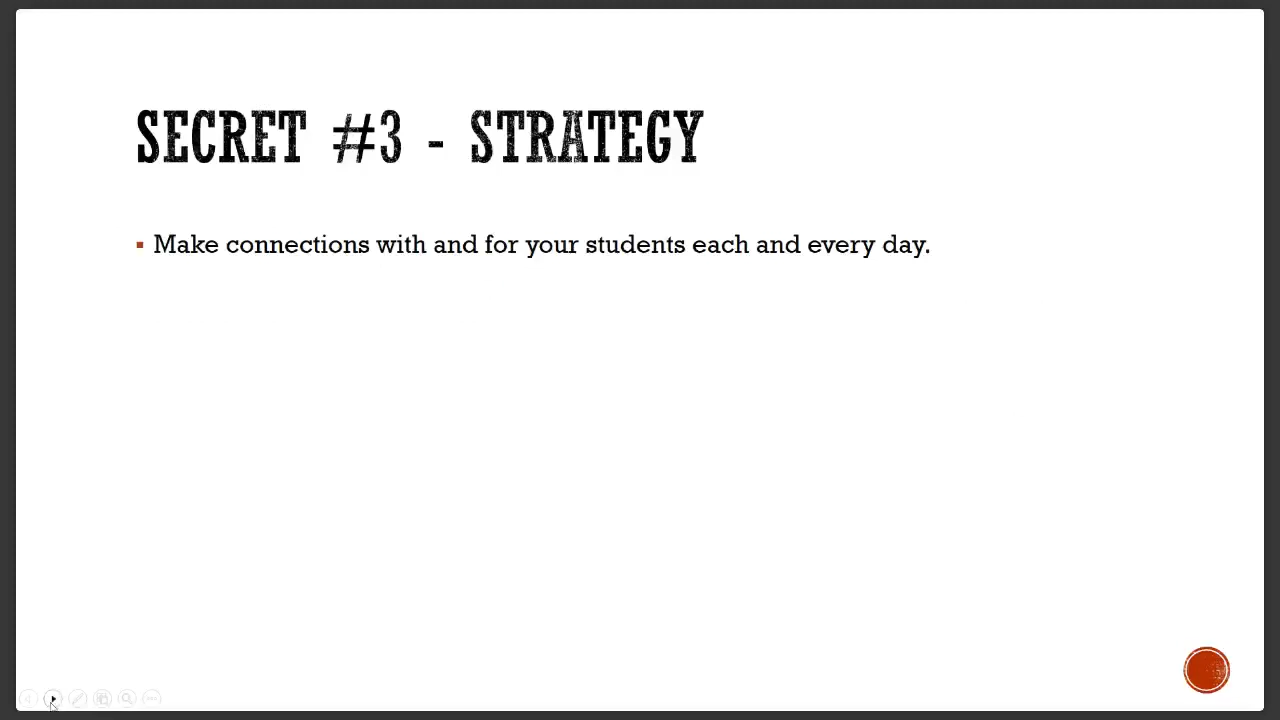 SECRET #3 - STRATEGY
Make connections with and for your students each and every day.